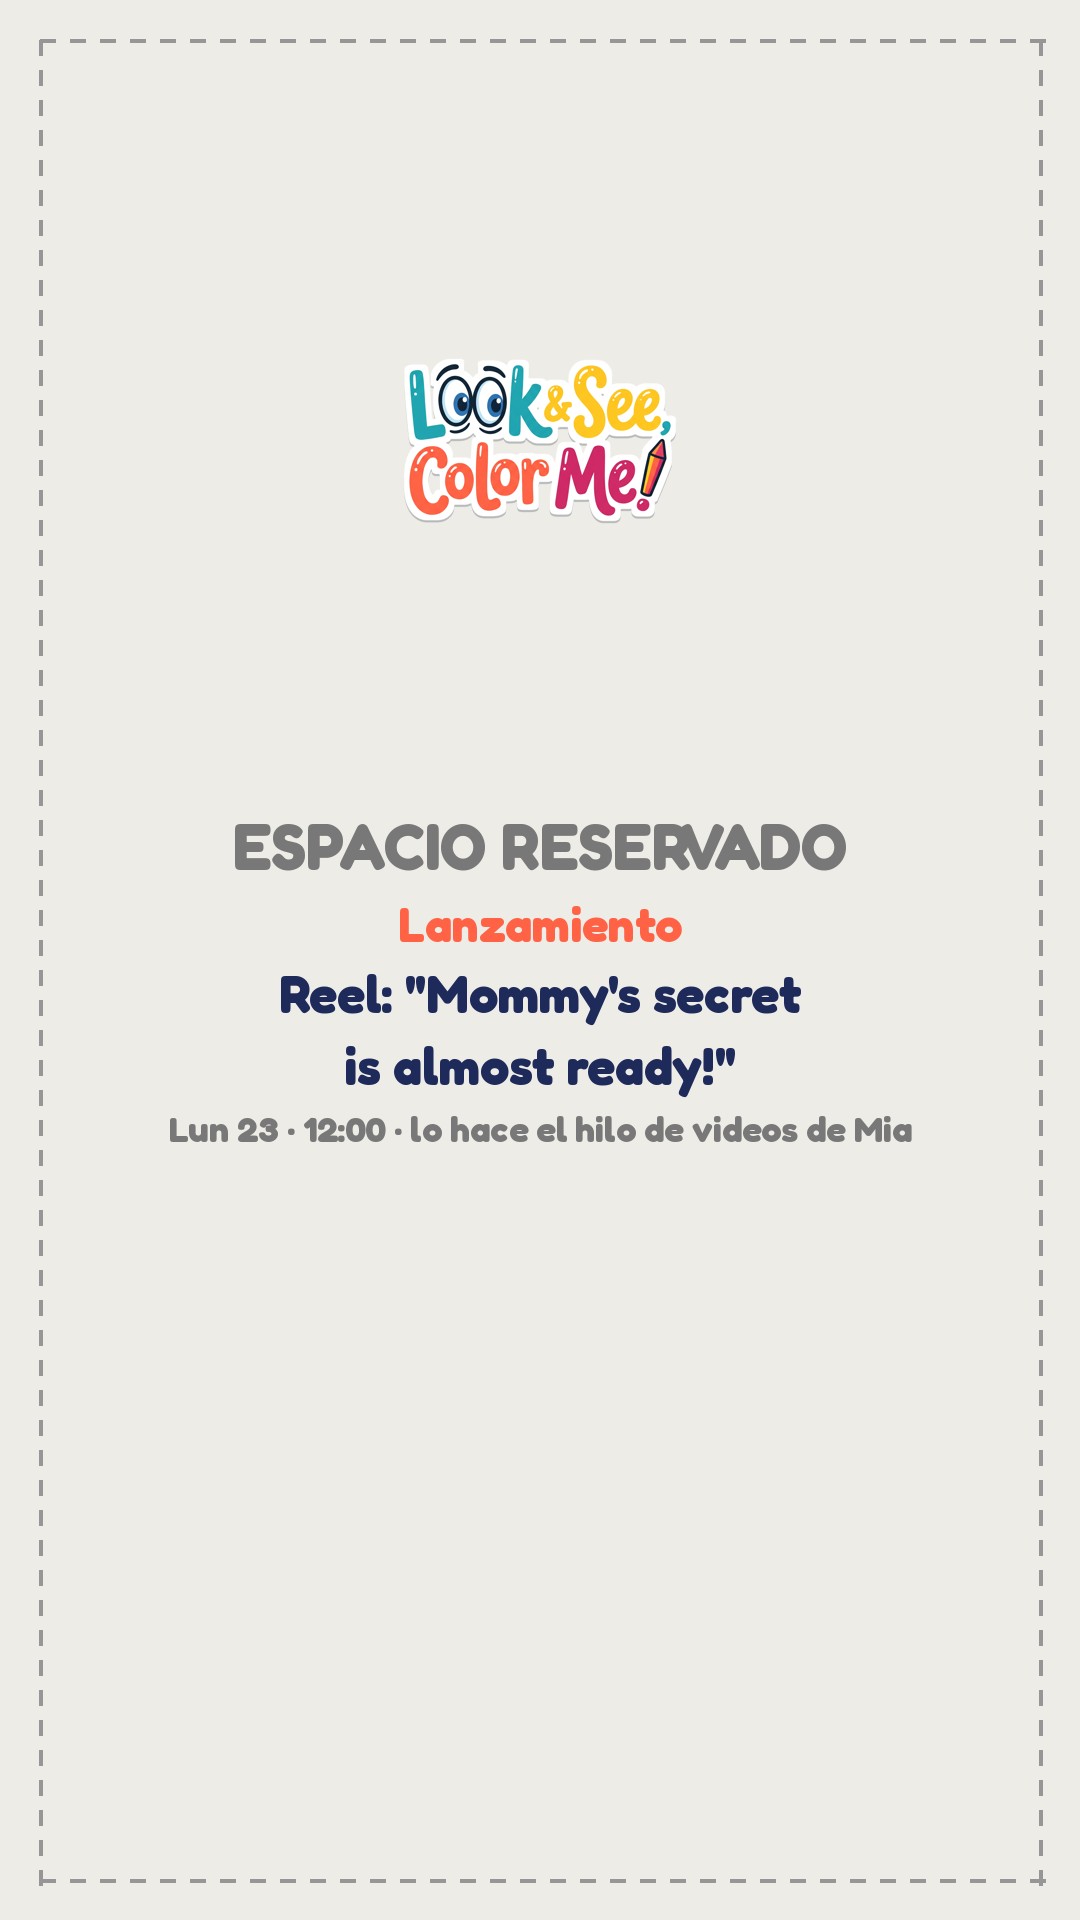 Look & See,
Color Me!
ESPACIO RESERVADO
Lanzamiento
Reel: "Mommy's secret
is almost ready!"
Lun 23 · 12:00 · lo hace el hilo de videos de Mia